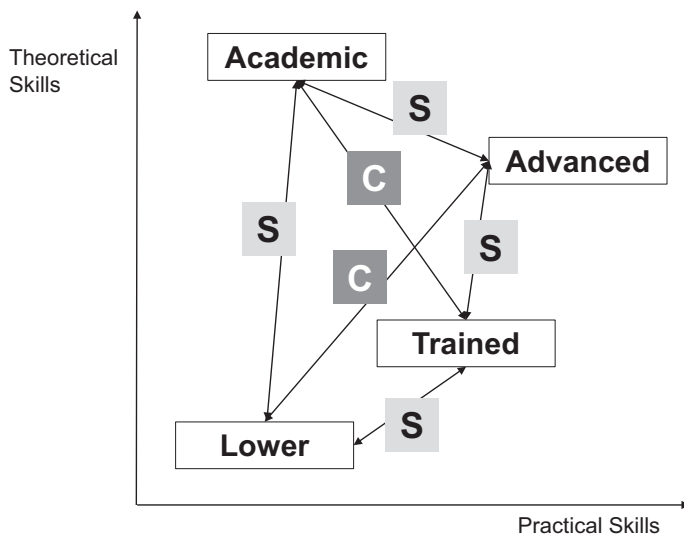 Theoretical
Skills
Academic
S
Advanced
C
S
S
C
Trained
S
Lower
Practical Skills